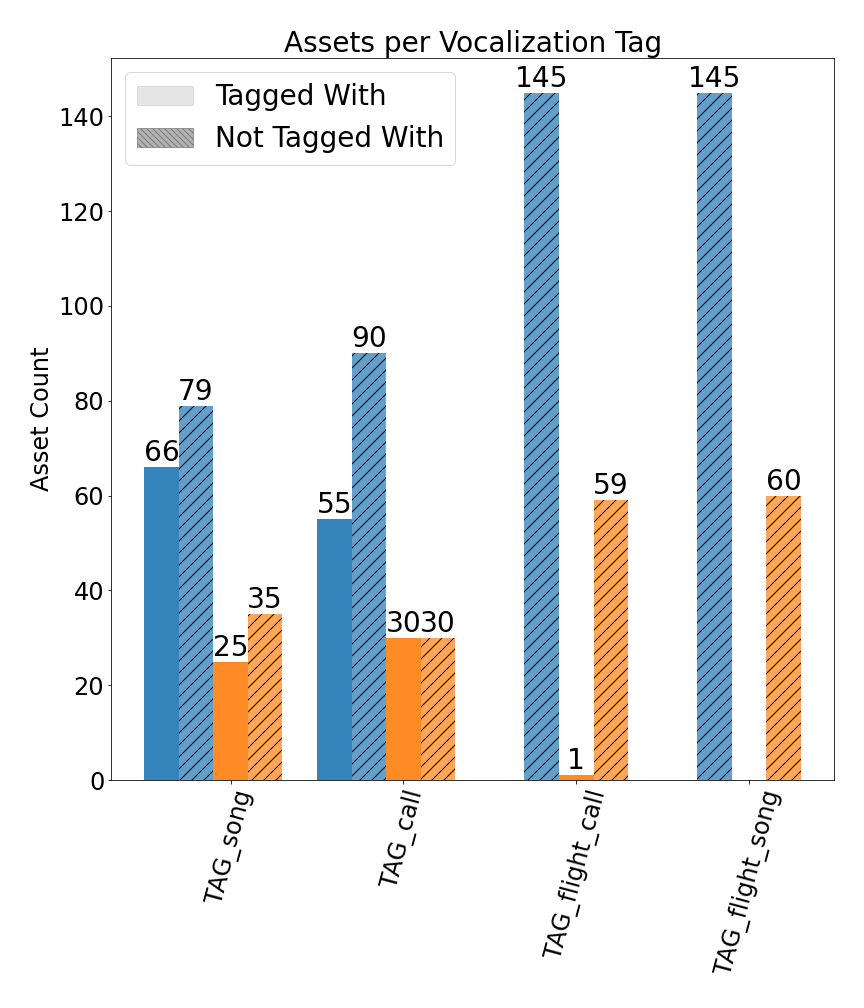 Assets per Vocalization Tag
Tagged With
Not Tagged With
Asset Count
140
120
100
80
60
40
20
0
66
79
25
35
55
90
30
30
145
1
59
145
60
TAG_song
TAG_call
TAG_flight_call
TAG_flight_song